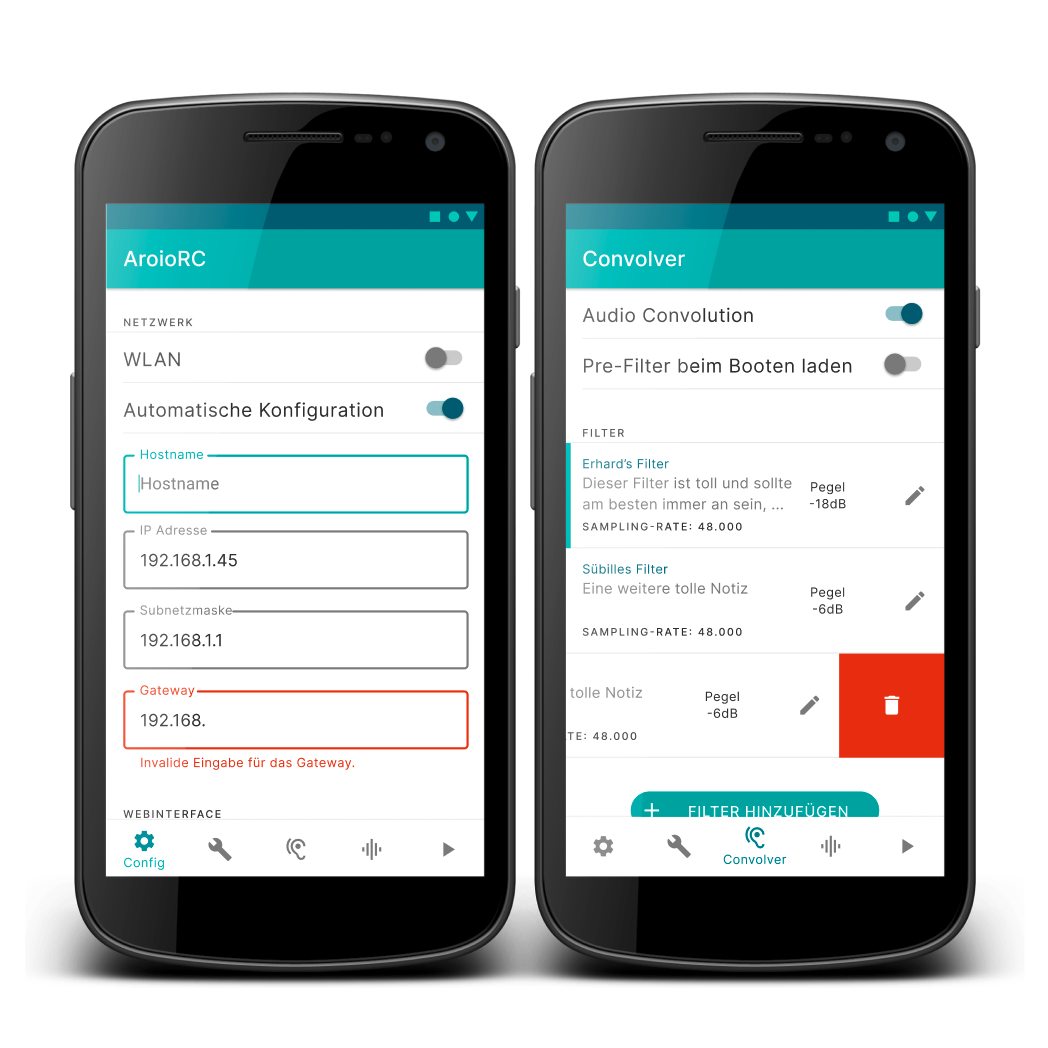 AroioRC
NETZWERK
WLAN
Automatische Konfiguration
Hostname
Hostname
IP Adresse
192.168.1.45
Subnetzmaske
192.168.1.1
Gateway
192.168.
Invalide Eingabe für das Gateway.
WEBINTERFACE
Config
Convolver
Audio Convolution
Pre-Filter beim Booten laden
FILTER
Erhard's Filter
Dieser Filter ist toll und sollte
am besten immer an sein, ...
SAMPLING-RATE: 48.000
Pegel
-18dB
Sübilles Filter
Eine weitere tolle Notiz
SAMPLING-RATE: 48.000
Pegel
-6dB
tolle Notiz
TE: 48.000
Pegel
-6dB
+ FILTER HINZUFÜGEN
Convolver